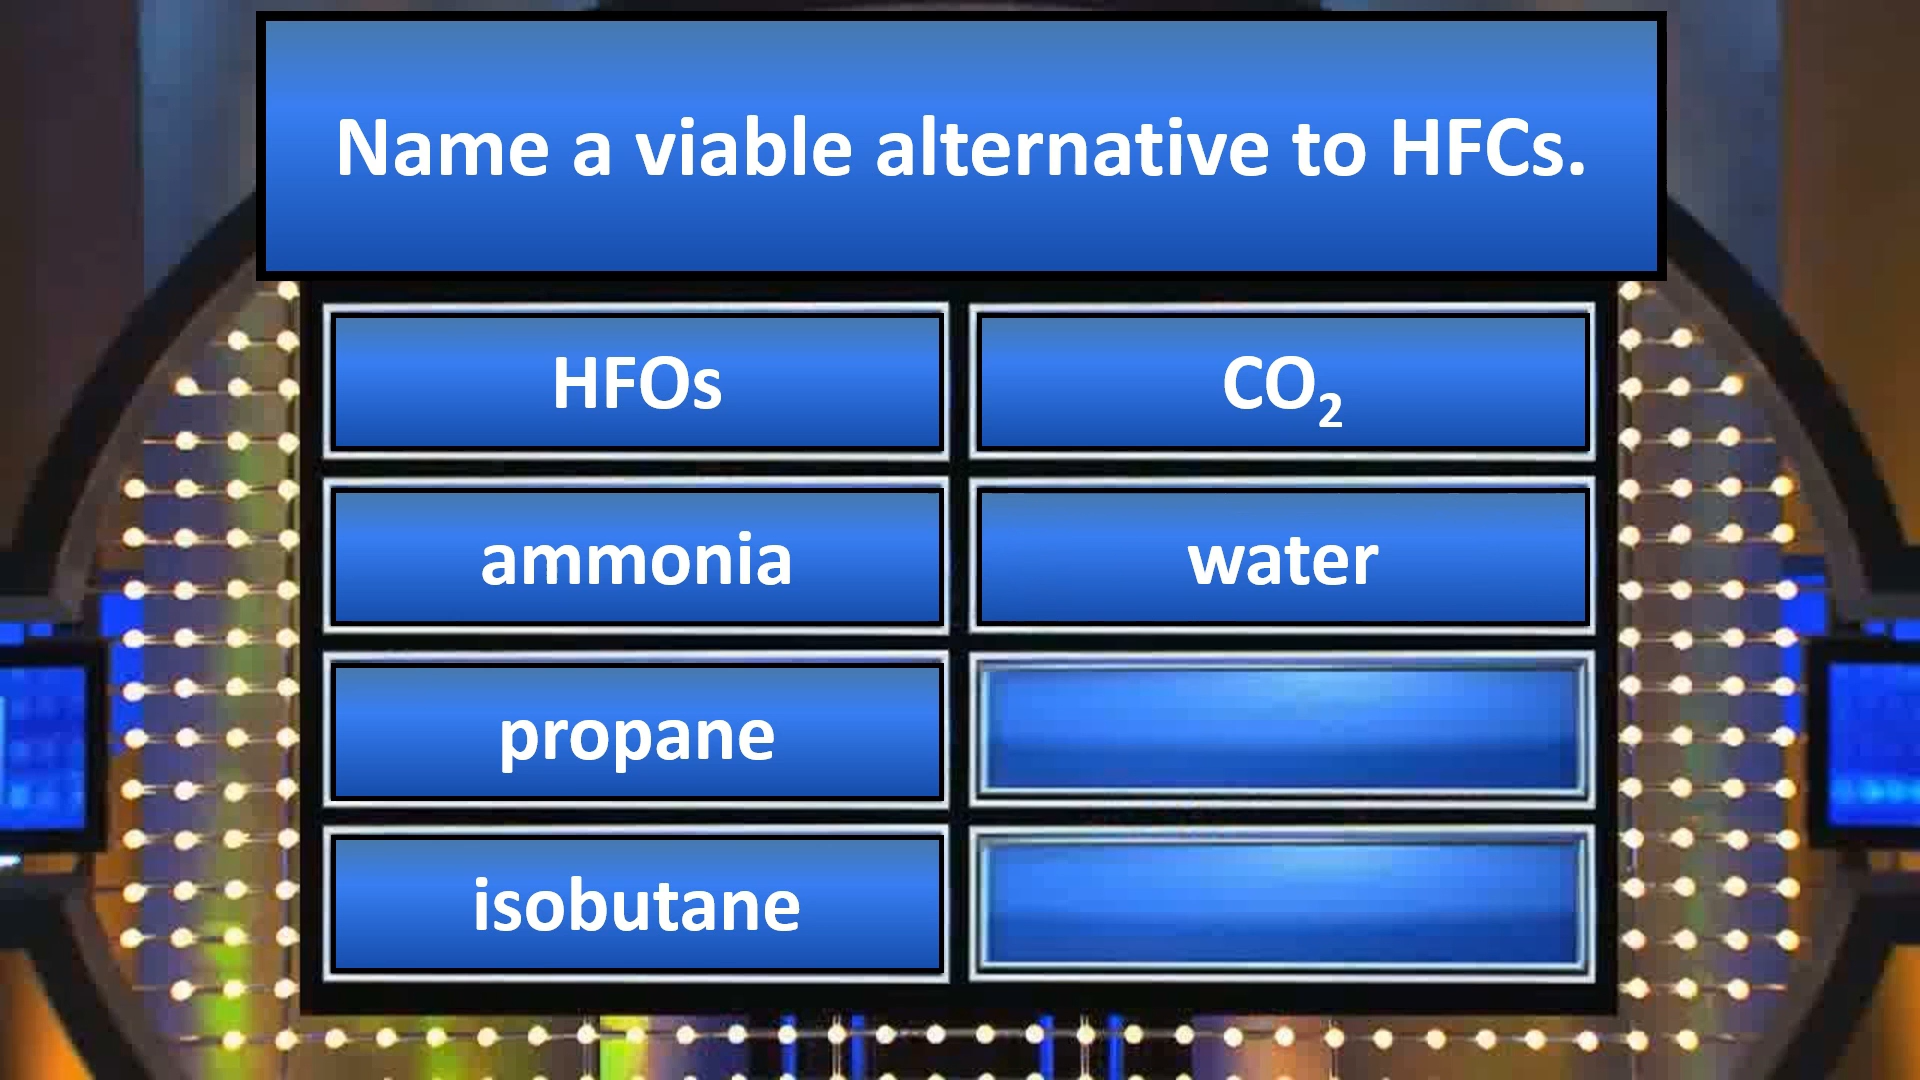 Name a viable alternative to HFCs.
HFOs
CO₂
ammonia
water
propane
isobutane